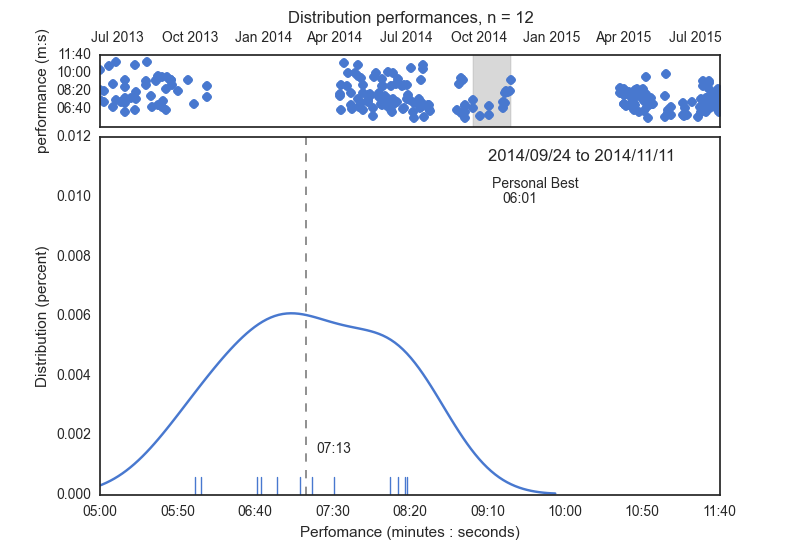 Distribution performances, n = 12
Jul 2013 Oct 2013 Jan 2014 Apr 2014 Jul 2014 Oct 2014 Jan 2015 Apr 2015 Jul 2015
performance (m:s)
11:40
10:00
08:20
06:40
0.012
0.010
0.008
0.006
0.004
0.002
0.000
Distribution (percent)
2014/09/24 to 2014/11/11
Personal Best
06:01
07:13
05:00 05:50 06:40 07:30 08:20 09:10 10:00 10:50 11:40
Perfomance (minutes : seconds)